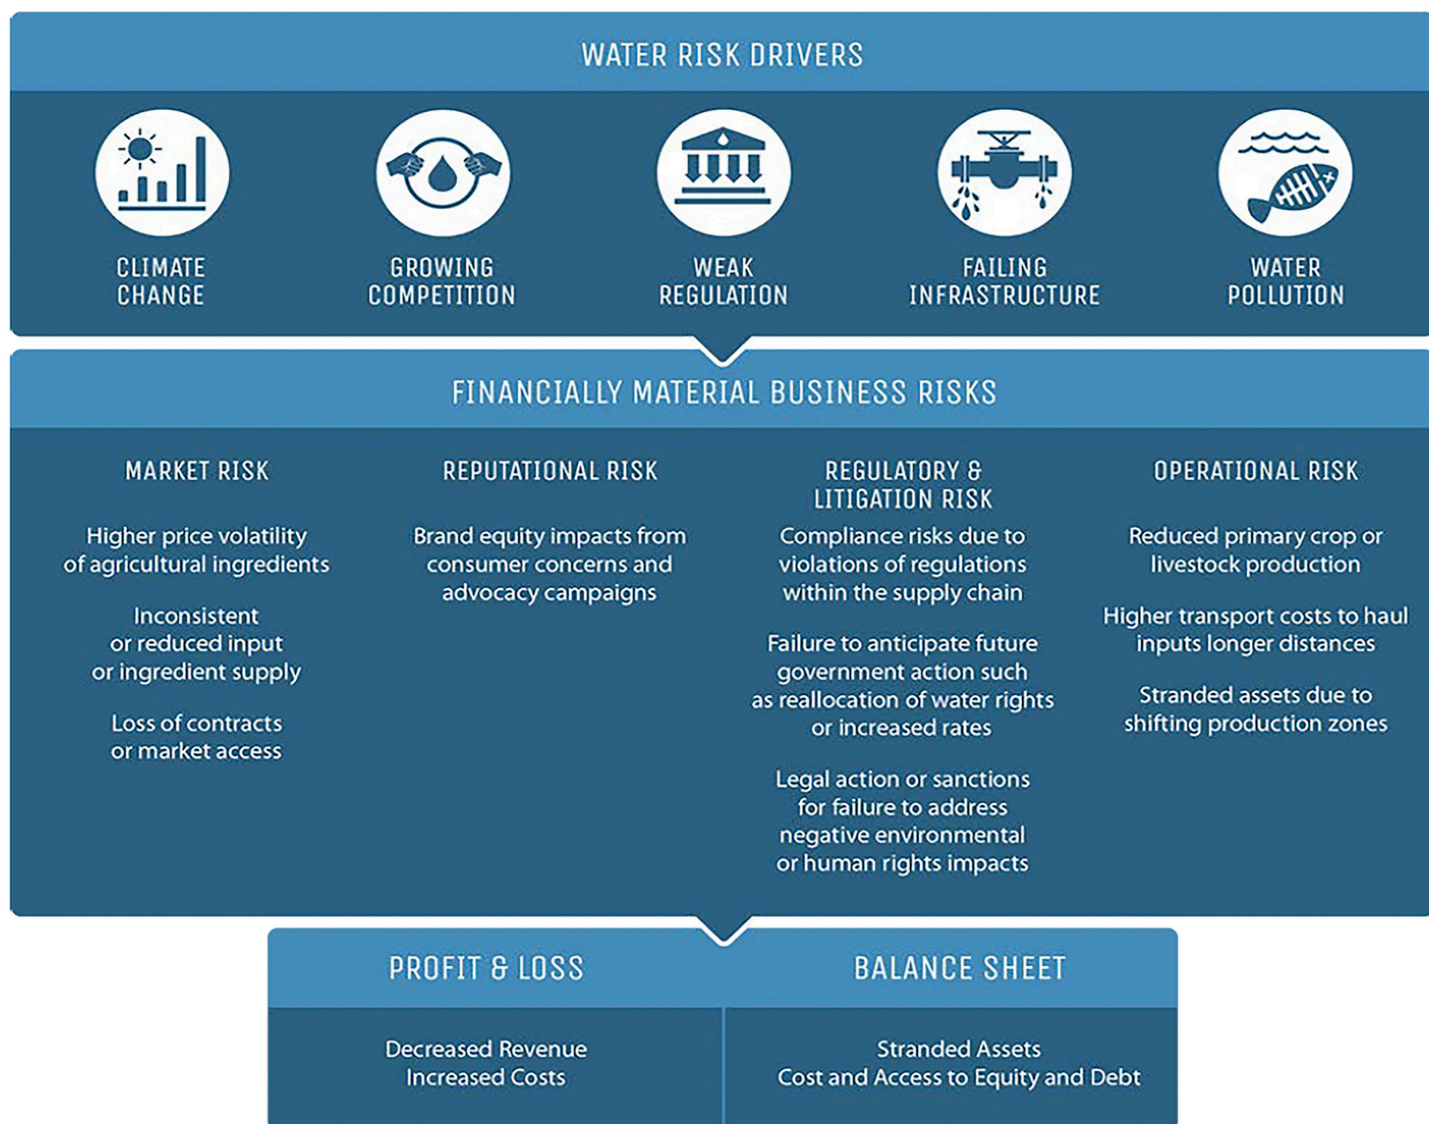 WATER RISK DRIVERS
CLIMATE
CHANGE
GROWING
COMPETITION
WEAK
REGULATION
FAILING
INFRASTRUCTURE
WATER
POLLUTION
FINANCIALLY MATERIAL BUSINESS RISKS
MARKET RISK
Higher price volatility
of agricultural ingredients
Inconsistent
or reduced input
or ingredient supply
Loss of contracts
or market access
REPUTATIONAL RISK
Brand equity impacts from
consumer concerns and
advocacy campaigns
REGULATORY &
LITIGATION RISK
Compliance risks due to
violations of regulations
within the supply chain
Failure to anticipate future
government action such
as reallocation of water rights
or increased rates
Legal action or sanctions
for failure to address
negative environmental
or human rights impacts
OPERATIONAL RISK
Reduced primary crop or
livestock production
Higher transport costs to haul
inputs longer distances
Stranded assets due to
shifting production zones
PROFIT & LOSS
Decreased Revenue
Increased Costs
BALANCE SHEET
Stranded Assets
Cost and Access to Equity and Debt